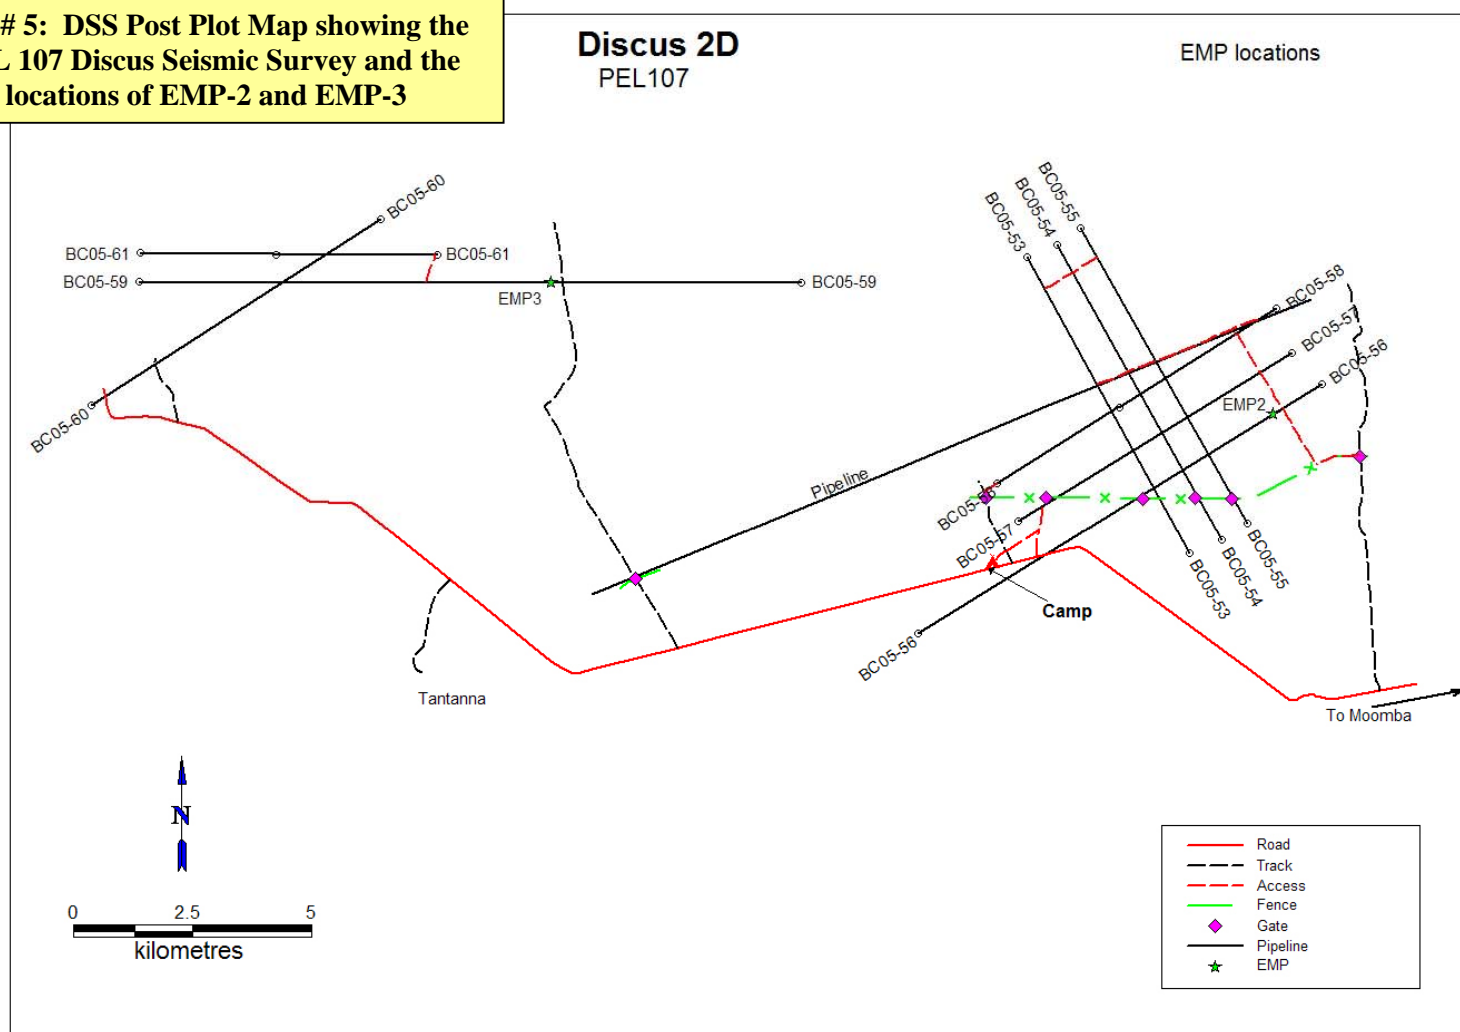 # 5: DSS Post Plot Map showing the
L 107 Discus Seismic Survey and the
locations of EMP-2 and EMP-3
Discus 2D
PEL107
EMP locations
BC05-60
BC05-61
BC05-61
BC05-59
BC05-59
EMP3
BC05-60
BC05-53
BC05-54
BC05-55
BC05-58
BC05-57
BC05-56
EMP2
Pipeline
BC05-58
BC05-57
BC05-56
BC05-53
BC05-54
BC05-55
Camp
Tantanna
To Moomba
N
0 2.5 5
kilometres
Road
Track
Access
Fence
Gate
Pipeline
EMP